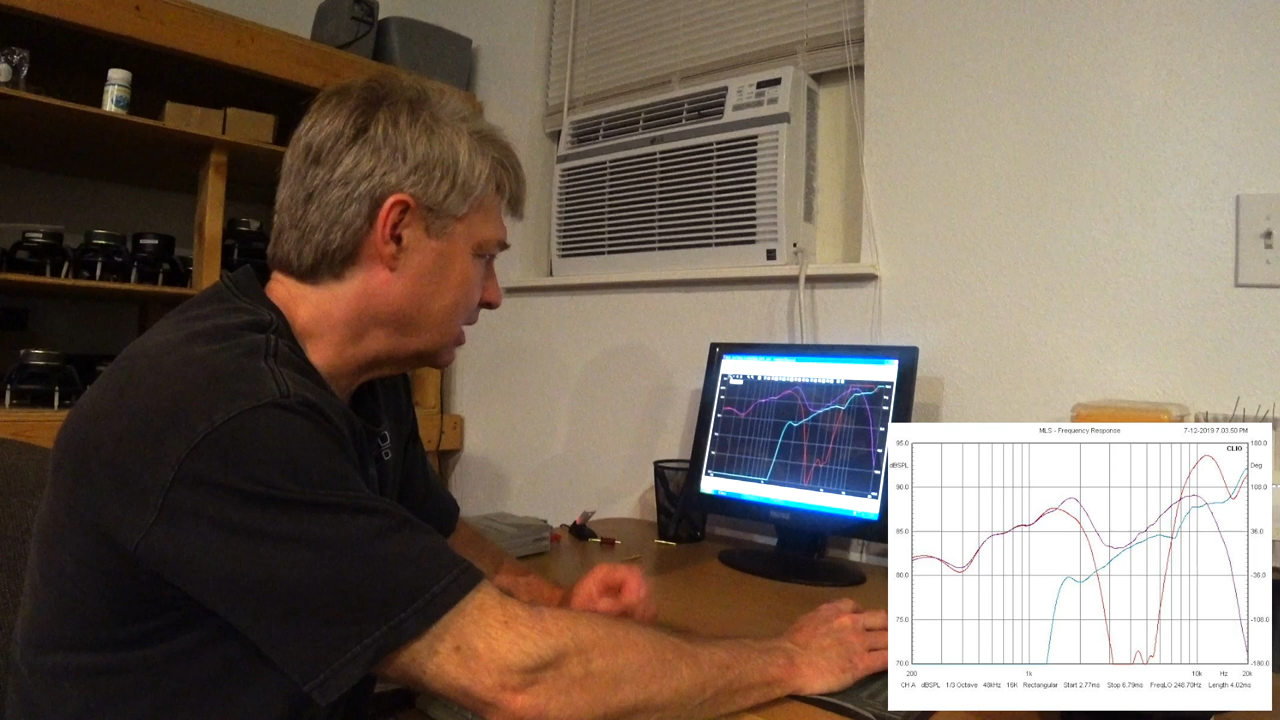 MLS - Frequency Response 7-12-2019 7:03:50 PM
CLIO
95.0 180.0
dBSPL Deg
90.0 108.0
85.0 36.0
80.0 -36.0
75.0 -108.0
70.0 -180.0
200 1k 10k Hz 20k
CH A dBSPL 1/3 Octave 48kHz 16K Rectangular Start 2.77ms Stop 6.79ms FreqLO 248.70Hz Length 4.02ms